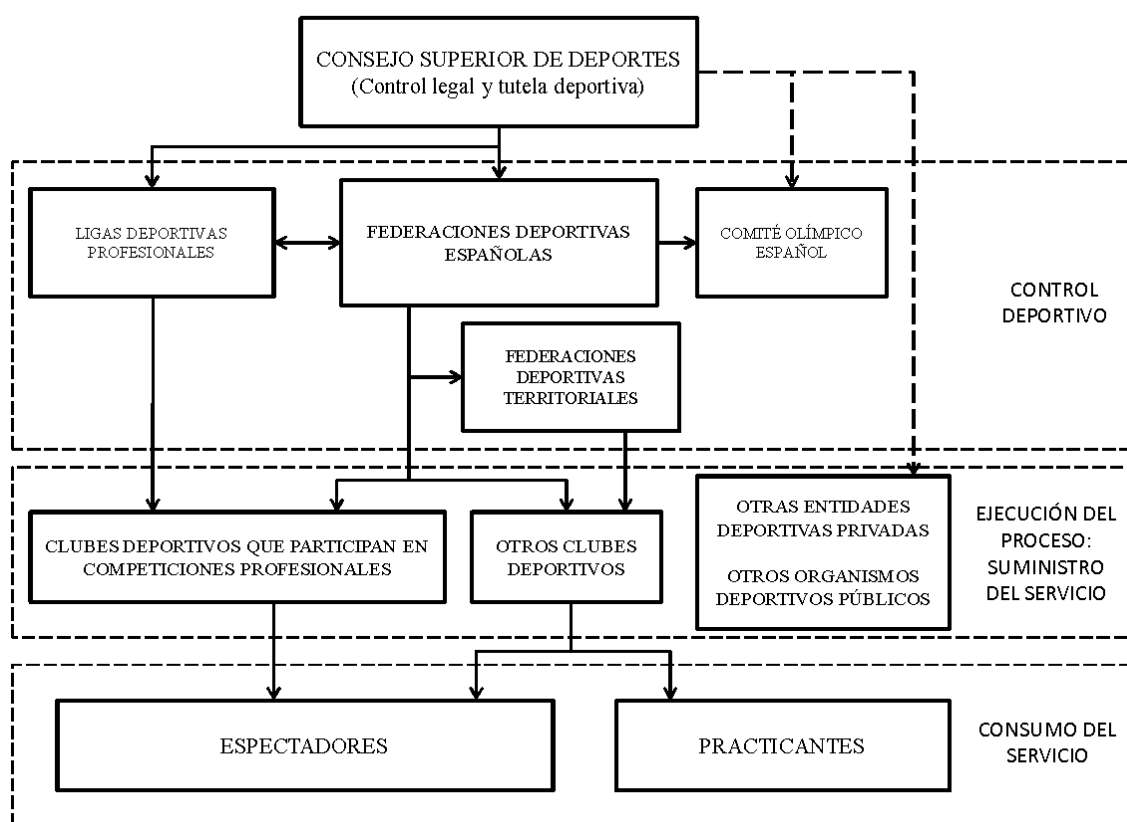 CONSEJO SUPERIOR DE DEPORTES
(Control legal y tutela deportiva)
LIGAS DEPORTIVAS
PROFESIONALES
FEDERACIONES DEPORTIVAS
ESPAÑOLAS
COMITÉ OLÍMPICO
ESPAÑOL
CONTROL
DEPORTIVO
FEDERACIONES
DEPORTIVAS
TERRITORIALES
CLUBES DEPORTIVOS QUE PARTICIPAN EN
COMPETICIONES PROFESIONALES
OTROS CLUBES
DEPORTIVOS
OTRAS ENTIDADES
DEPORTIVAS PRIVADAS
OTROS ORGANISMOS
DEPORTIVOS PÚBLICOS
EJECUCIÓN DEL
PROCESO:
SUMINISTRO
DEL SERVICIO
ESPECTADORES
PRACTICANTES
CONSUMO DEL
SERVICIO